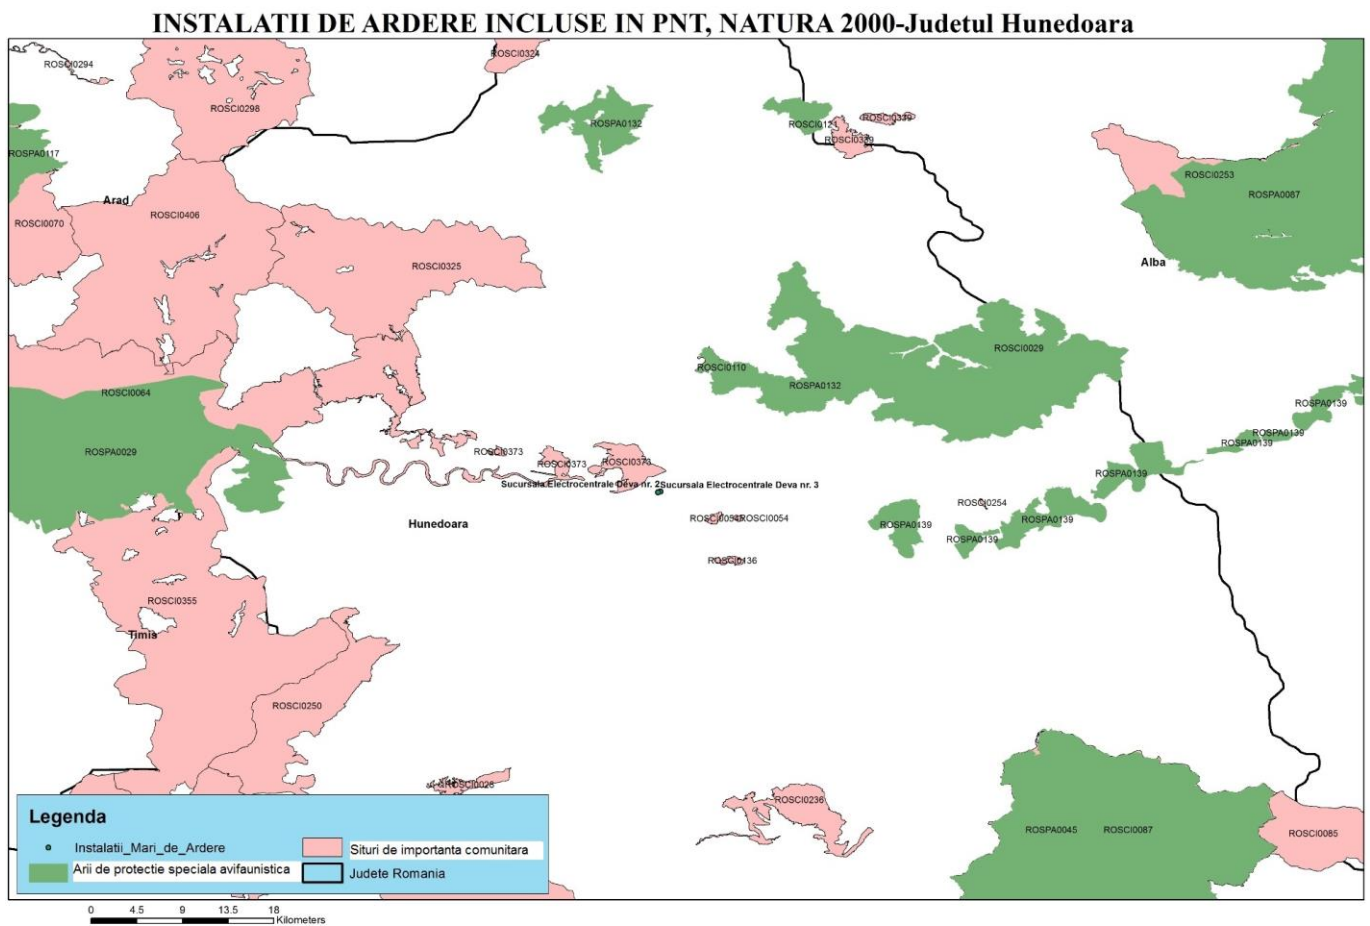 INSTALATII DE ARDERE INCLUSE IN PNT, NATURA 2000-Judetul Hunedoara
ROSCI0324
ROSCI0294
ROSCI0298
ROSPA0132
ROSCI0121
ROSCI0339
ROSCI0339
ROSPA0117
ROSCI0253
ROSPA0087
Arad
ROSCI0406
ROSCI0070
ROSCI0325
Alba
ROSCI0029
ROSCI0110
ROSPA0132
ROSCI0064
ROSPA0139
ROSPA0139
ROSPA0139
ROSPA0029
ROSCI0373
ROSCI0373
ROSCI0373
ROSPA0139
Sucursala Electrocentrale Deva nr. 2
Sucursala Electrocentrale Deva nr. 3
ROSCI0254
ROSCI0054
ROSPA0139
ROSPA0139
Hunedoara
ROSPA0139
ROSCI0136
ROSCI0355
Timis
ROSCI0250
ROSCI0028
ROSCI0236
ROSPA0045
ROSCI0087
ROSCI0085
Legenda
Instalatii_Mari_de_Ardere
Situri de importanta comunitara
Arii de protectie speciala avifaunistica
Judete Romania
0 4.5 9 13.5 18
Kilometers